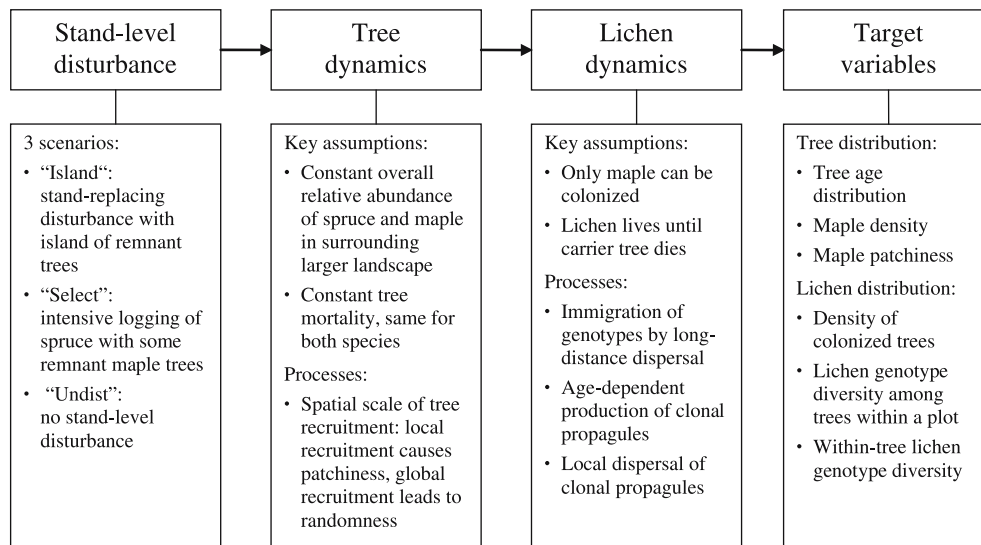 Stand-level
disturbance
Tree
dynamics
Lichen
dynamics
Target
variables
3 scenarios:
• “Island“:
stand-replacing
disturbance with
island of remnant
trees
• “Select”:
intensive logging of
spruce with some
remnant maple trees
• “Undist”:
no stand-level
disturbance
Key assumptions:
• Constant overall
relative abundance
of spruce and maple
in surrounding
larger landscape
• Constant tree
mortality, same for
both species
Processes:
• Spatial scale of tree
recruitment: local
recruitment causes
patchiness, global
recruitment leads to
randomness
Key assumptions:
• Only maple can be
colonized
• Lichen lives until
carrier tree dies
Processes:
• Immigration of
genotypes by long-
distance dispersal
• Age-dependent
production of clonal
propagules
• Local dispersal of
clonal propagules
Tree distribution:
• Tree age
distribution
• Maple density
• Maple patchiness
Lichen distribution:
• Density of
colonized trees
• Lichen genotype
diversity among
trees within a plot
• Within-tree lichen
genotype diversity